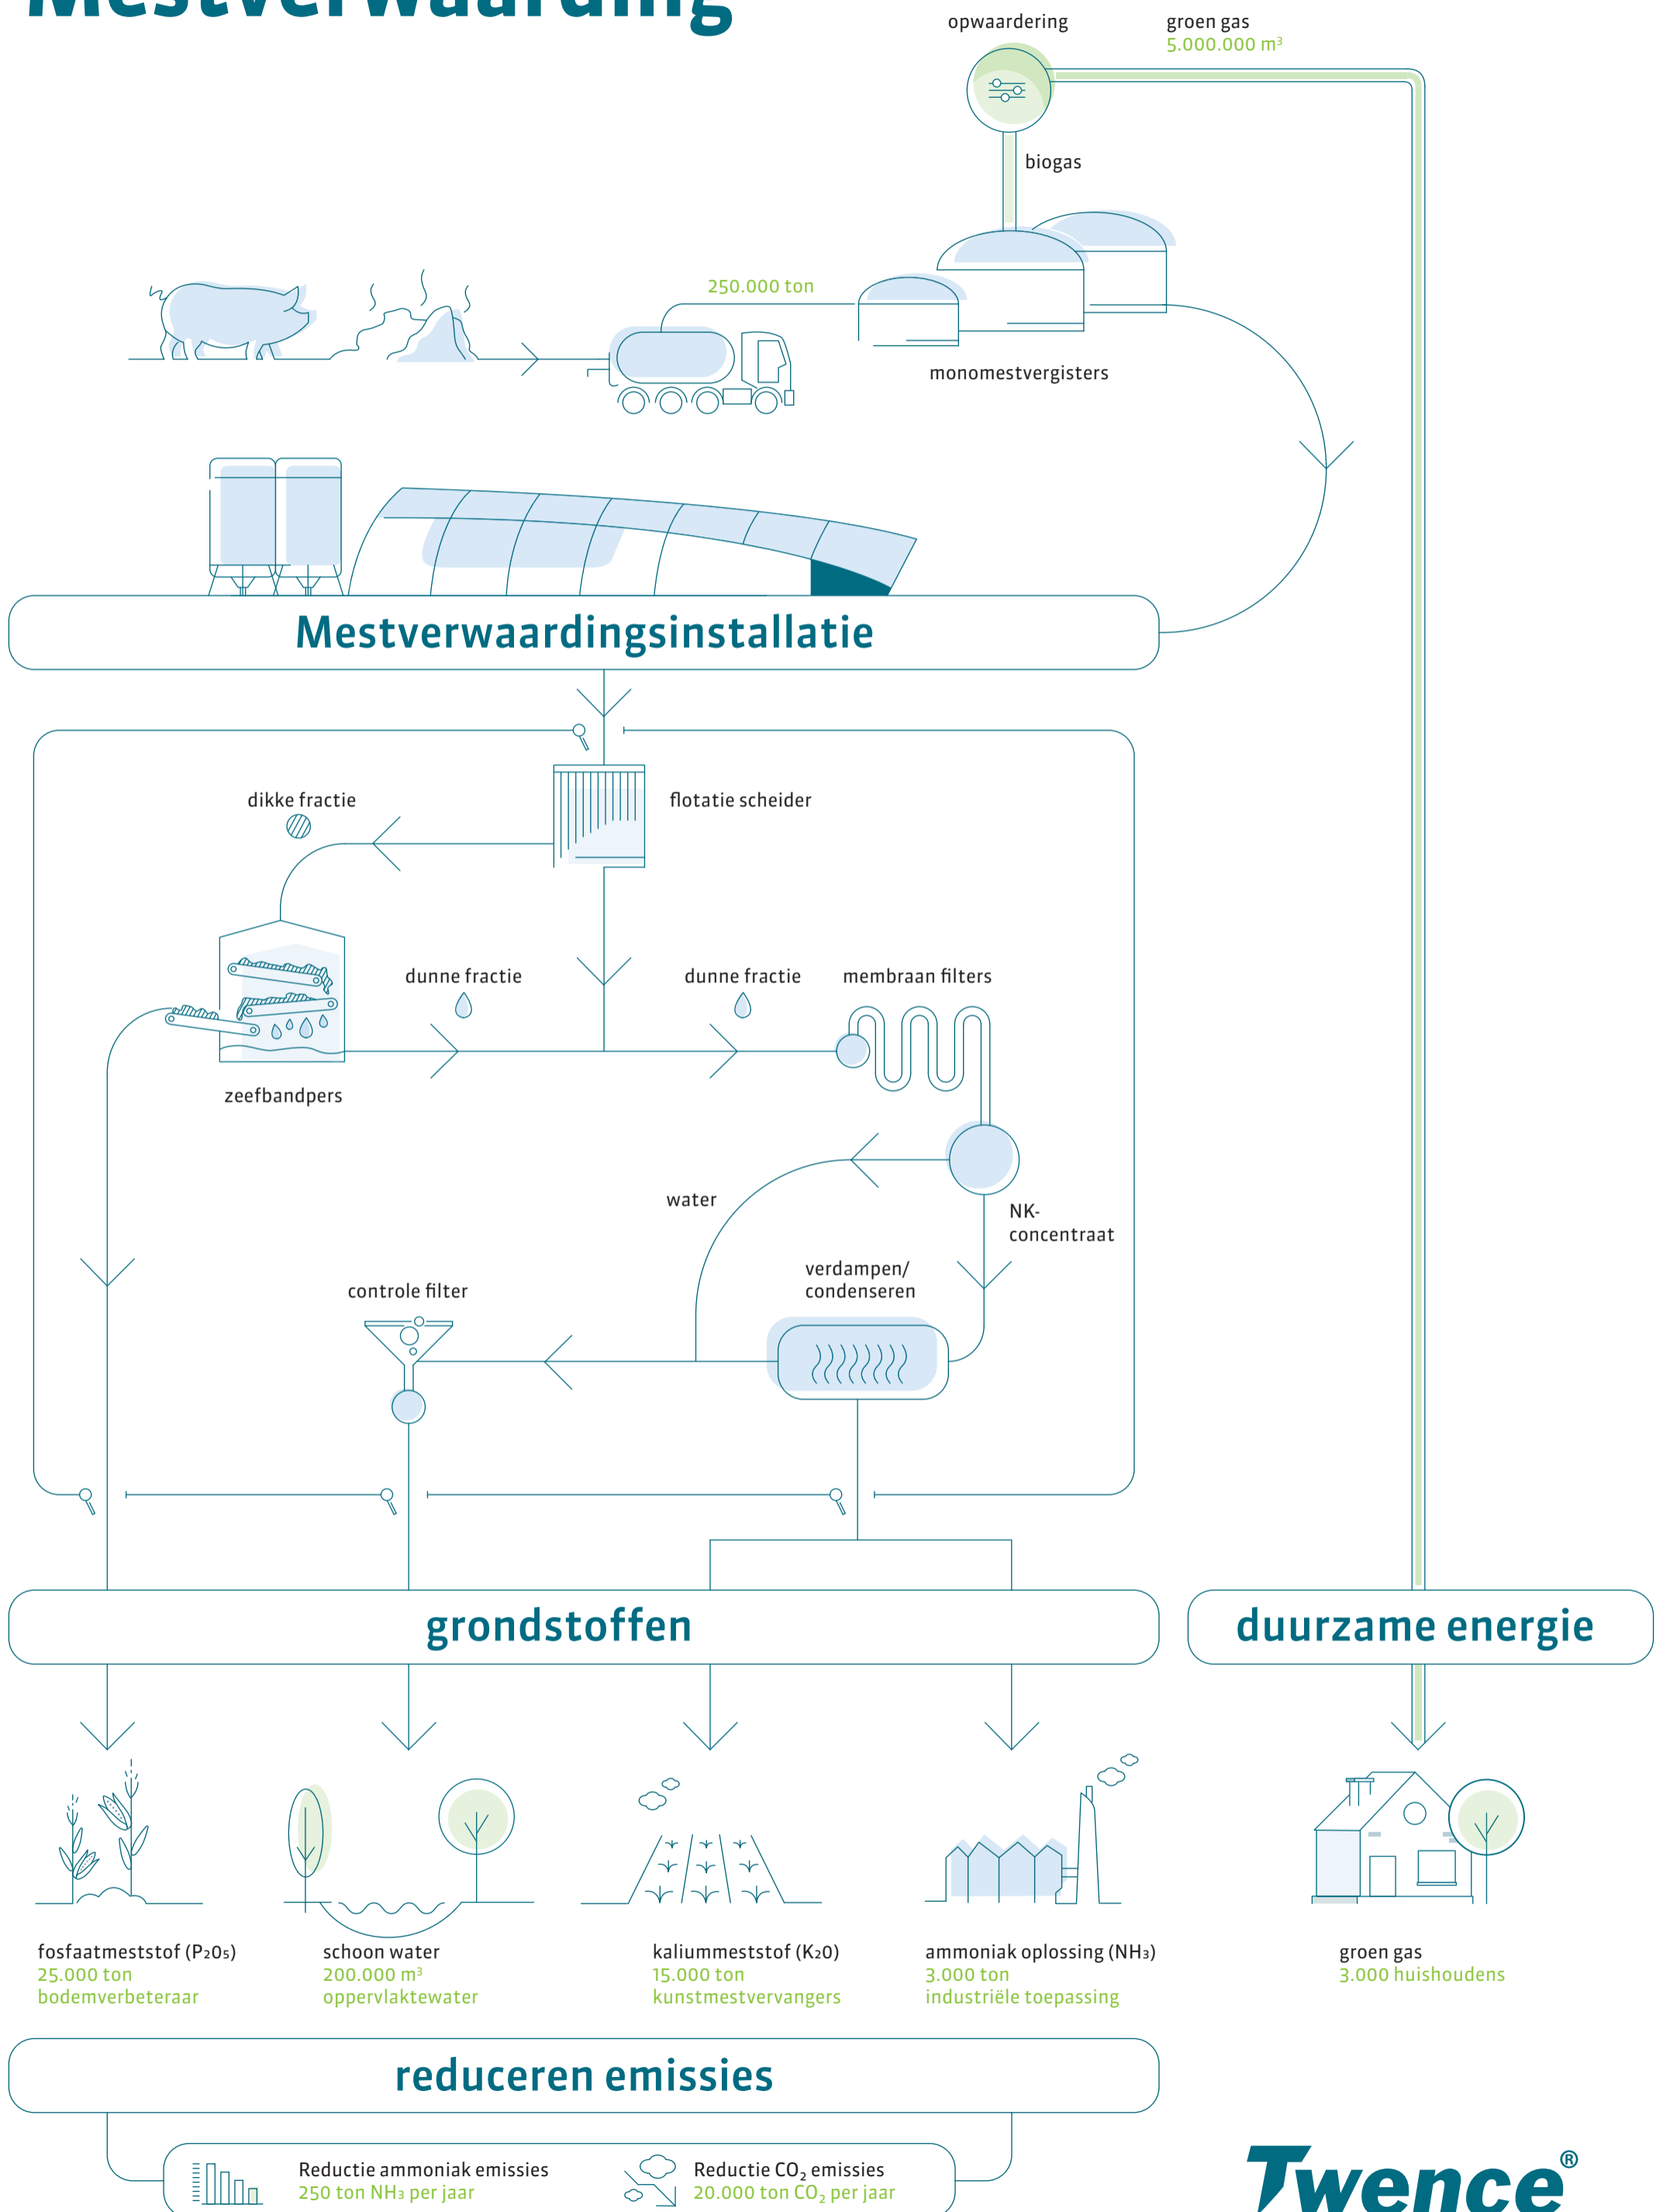 Mestverwaarding
opwaardering
groen gas
5.000.000 m³
biogas
250.000 ton
monomestvergisters
Mestverwaardingsinstallatie
dikke fractie
flotatie scheider
dunne fractie
dunne fractie
membraan filters
zeefbandpers
water
NK-
concentraat
verdampen/
condenseren
controle filter
grondstoffen
duurzame energie
fosfaatmeststof (P₂O₅)
25.000 ton
bodemverbeteraar
schoon water
200.000 m³
oppervlaktewater
kaliummeststof (K₂O)
15.000 ton
kunstmestvervangers
ammoniak oplossing (NH₃)
3.000 ton
industriële toepassing
groen gas
3.000 huishoudens
reduceren emissies
Reductie ammoniak emissies
250 ton NH₃ per jaar
Reductie CO₂ emissies
20.000 ton CO₂ per jaar
Twence®